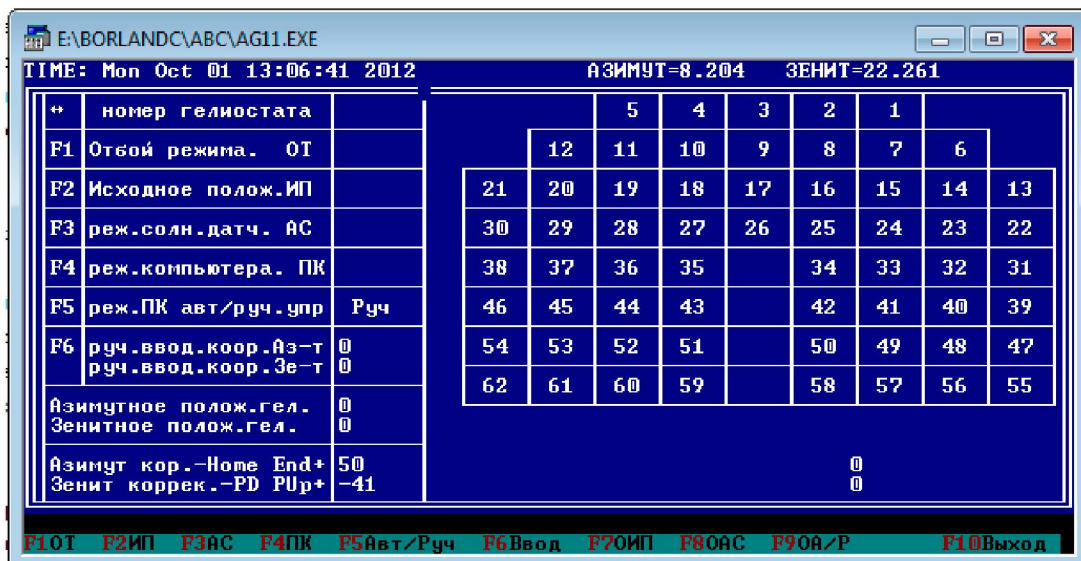 E:\BORLANDC\ABC\AG11.EXE
TIME: Mon Oct 01 13:06:41 2012 АЗИМУТ=8.204 ЗЕНИТ=22.261
↔ номер гелиостата
F1 Отбой режима. ОТ
F2 Исходное полож.ИП
F3 реж.солн.датч. АС
F4 реж.компьютера. ПК
F5 реж.ПК авт/руч.упр Руч
F6 руч.ввод.коор.Аз-т 0
руч.ввод.коор.Зе-т 0
Азимутное полож.гел. 0
Зенитное полож.гел. 0
Азимут кор.-Home End+ 50
Зенит коррек.-PD PUp+ -41
5 4 3 2 1
12 11 10 9 8 7 6
21 20 19 18 17 16 15 14 13
30 29 28 27 26 25 24 23 22
38 37 36 35 34 33 32 31
46 45 44 43 42 41 40 39
54 53 52 51 50 49 48 47
62 61 60 59 58 57 56 55
0
0
F1ОТ F2ИП F3АС F4ПК F5Авт/Руч F6Ввод F7ОИП F8ОАС F9ОА/Р F10Выход